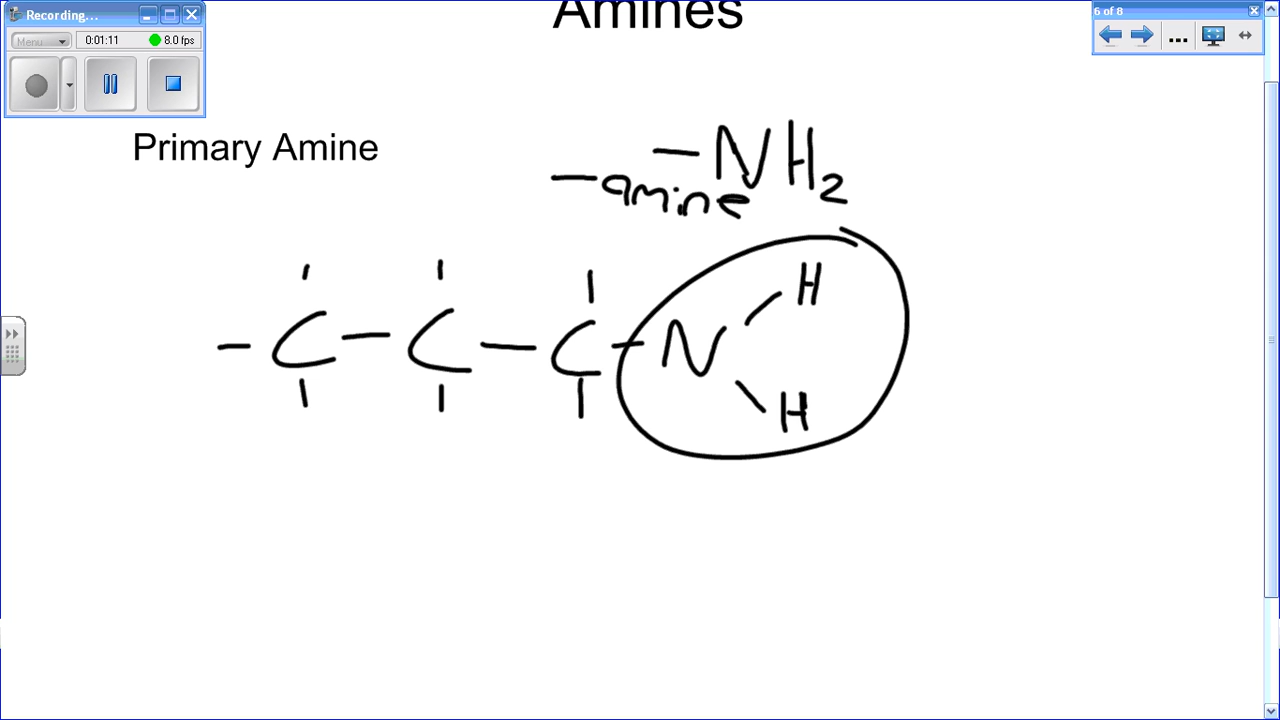 Recording...
Menu
0:01:11
8.0 fps
6 of 8
...
Amines
Primary Amine
-NH2
-amine
H
- C - C - C - N
H